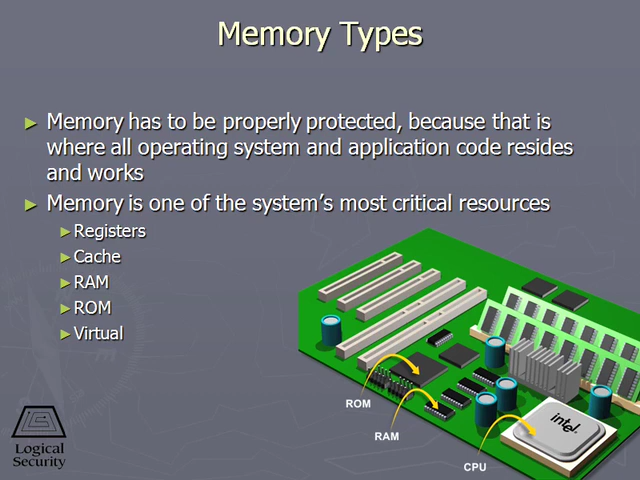 Memory Types
► Memory has to be properly protected, because that is
where all operating system and application code resides
and works
► Memory is one of the system's most critical resources
► Registers
► Cache
► RAM
► ROM
► Virtual
ROM
RAM
CPU
intel
Logical
Security